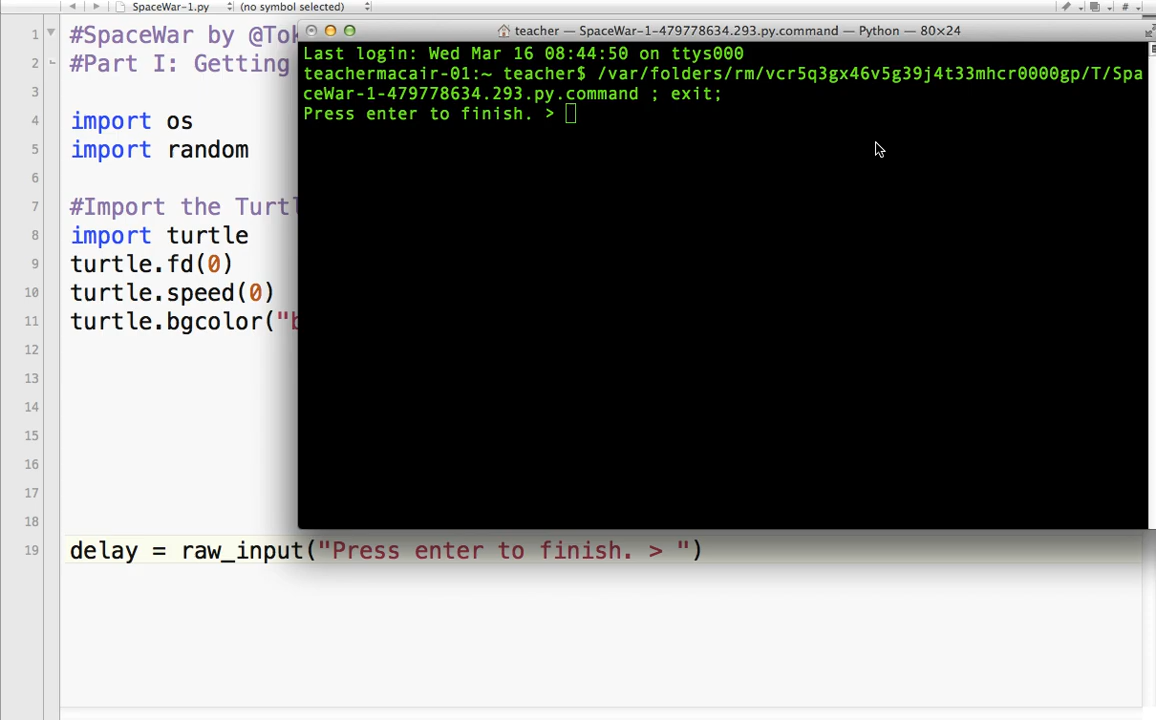 SpaceWar-1.py (no symbol selected) #
1 #SpaceWar by @Tok
2 #Part I: Getting
3
4 import os
5 import random
6
7 #Import the Turtl
8 import turtle
9 turtle.fd(0)
10 turtle.speed(0)
11 turtle.bgcolor("b
12
13
14
15
16
17
18
19 delay = raw_input("Press enter to finish. > ")
teacher — SpaceWar-1-479778634.293.py.command — Python — 80×24
Last login: Wed Mar 16 08:44:50 on ttys000
teachermacair-01:~ teacher$ /var/folders/rm/vcr5q3gx46v5g39j4t33mhcr0000gp/T/Spa
ceWar-1-479778634.293.py.command ; exit;
Press enter to finish. >